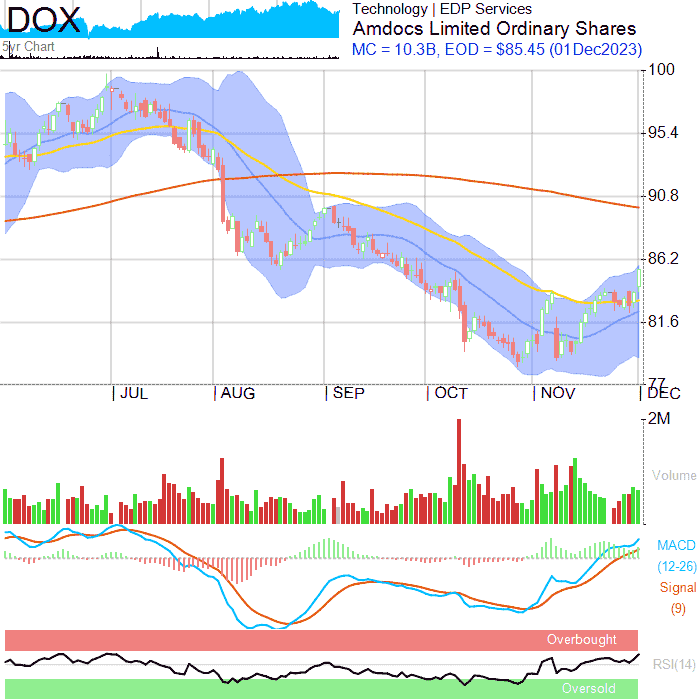 DOX
5yr Chart
Technology | EDP Services
Amdocs Limited Ordinary Shares
MC = 10.3B, EOD = $85.45 (01Dec2023)
100
95.4
90.8
86.2
81.6
77
JUL
AUG
SEP
OCT
NOV
DEC
2M
Volume
MACD
(12-26)
Signal
(9)
Overbought
RSI(14)
Oversold